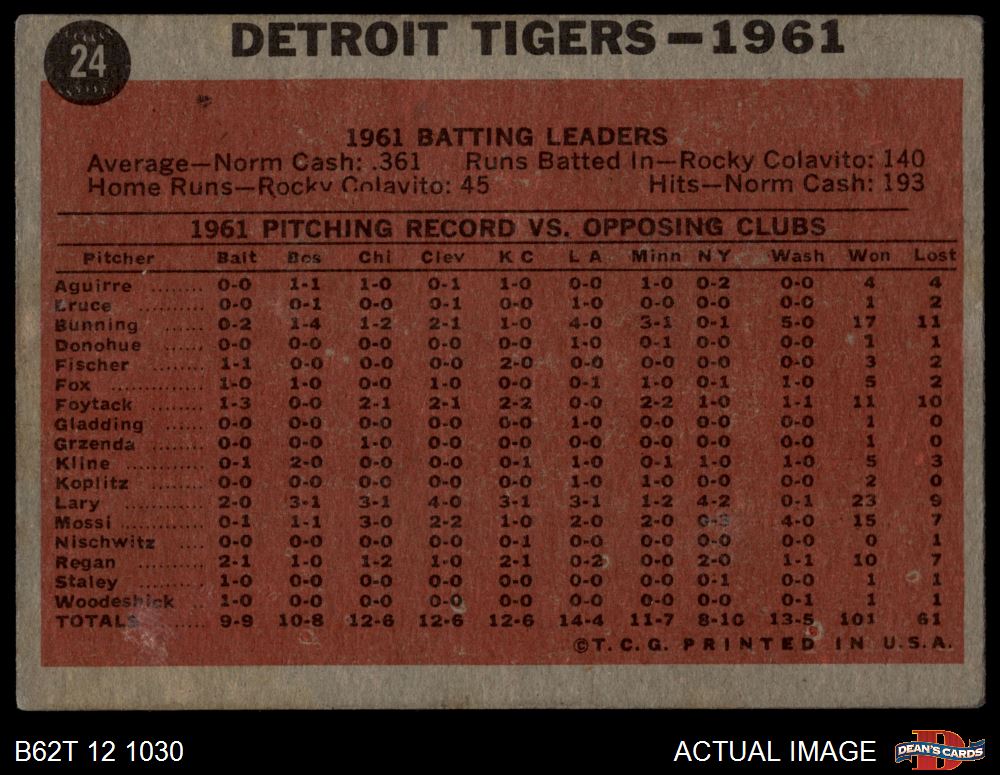 24
DETROIT TIGERS—1961
1961 BATTING LEADERS
Average—Norm Cash: .361 Runs Batted In—Rocky Colavito: 140
Home Runs—Rocky Colavito: 45 Hits—Norm Cash: 193
1961 PITCHING RECORD VS. OPPOSING CLUBS
Pitcher Balt Bos Chi Clev K C L A Minn N Y Wash Won Lost
Aguirre ........ 0-0 1-1 1-0 0-1 1-0 0-0 1-0 0-2 0-0 4 4
Bruce .......... 0-0 0-1 0-0 0-1 0-0 1-0 0-0 0-0 0-0 1 2
Bunning ...... 0-2 1-4 1-2 2-1 1-0 4-0 3-1 0-1 5-0 17 11
Donohue ...... 0-0 0-0 0-0 0-0 0-0 1-0 0-1 0-0 0-0 1 1
Fischer ........ 1-1 0-0 0-0 0-0 2-0 0-0 0-0 0-0 0-0 3 2
Fox .............. 1-0 1-0 0-0 1-0 0-0 0-1 1-0 0-1 1-0 5 2
Foytack ........ 1-3 0-0 2-1 2-1 2-2 0-0 2-2 1-0 1-1 11 10
Gladding ...... 0-0 0-0 0-0 0-0 0-0 1-0 0-0 0-0 0-0 1 0
Grzenda ...... 0-0 0-0 1-0 0-0 0-0 0-0 0-0 0-0 0-0 1 0
Kline ............ 0-1 2-0 0-0 0-0 0-1 1-0 0-1 1-0 1-0 5 3
Koplitz ........ 0-0 0-0 0-0 0-0 0-0 1-0 1-0 0-0 0-0 2 0
Lary ............ 2-0 3-1 3-1 4-0 3-1 3-1 1-2 4-2 0-1 23 9
Mossi .......... 0-1 1-1 3-0 2-2 1-0 2-0 2-0 0-3 4-0 15 7
Nischwitz .... 0-0 0-0 0-0 0-0 0-1 0-0 0-0 0-0 0-0 0 1
Regan .......... 2-1 1-0 1-2 1-0 2-1 0-2 0-0 2-0 1-1 10 7
Staley .......... 1-0 0-0 0-0 0-0 0-0 0-0 0-0 0-1 0-0 1 1
Woodeshick .. 1-0 0-0 0-0 0-0 0-0 0-0 0-0 0-0 0-1 1 1
TOTALS ...... 9-9 10-8 12-6 12-6 12-6 14-4 11-7 8-10 13-5 101 61
©T.C.G. PRINTED IN U.S.A.
B62T 12 1030 ACTUAL IMAGE DEAN'S CARDS